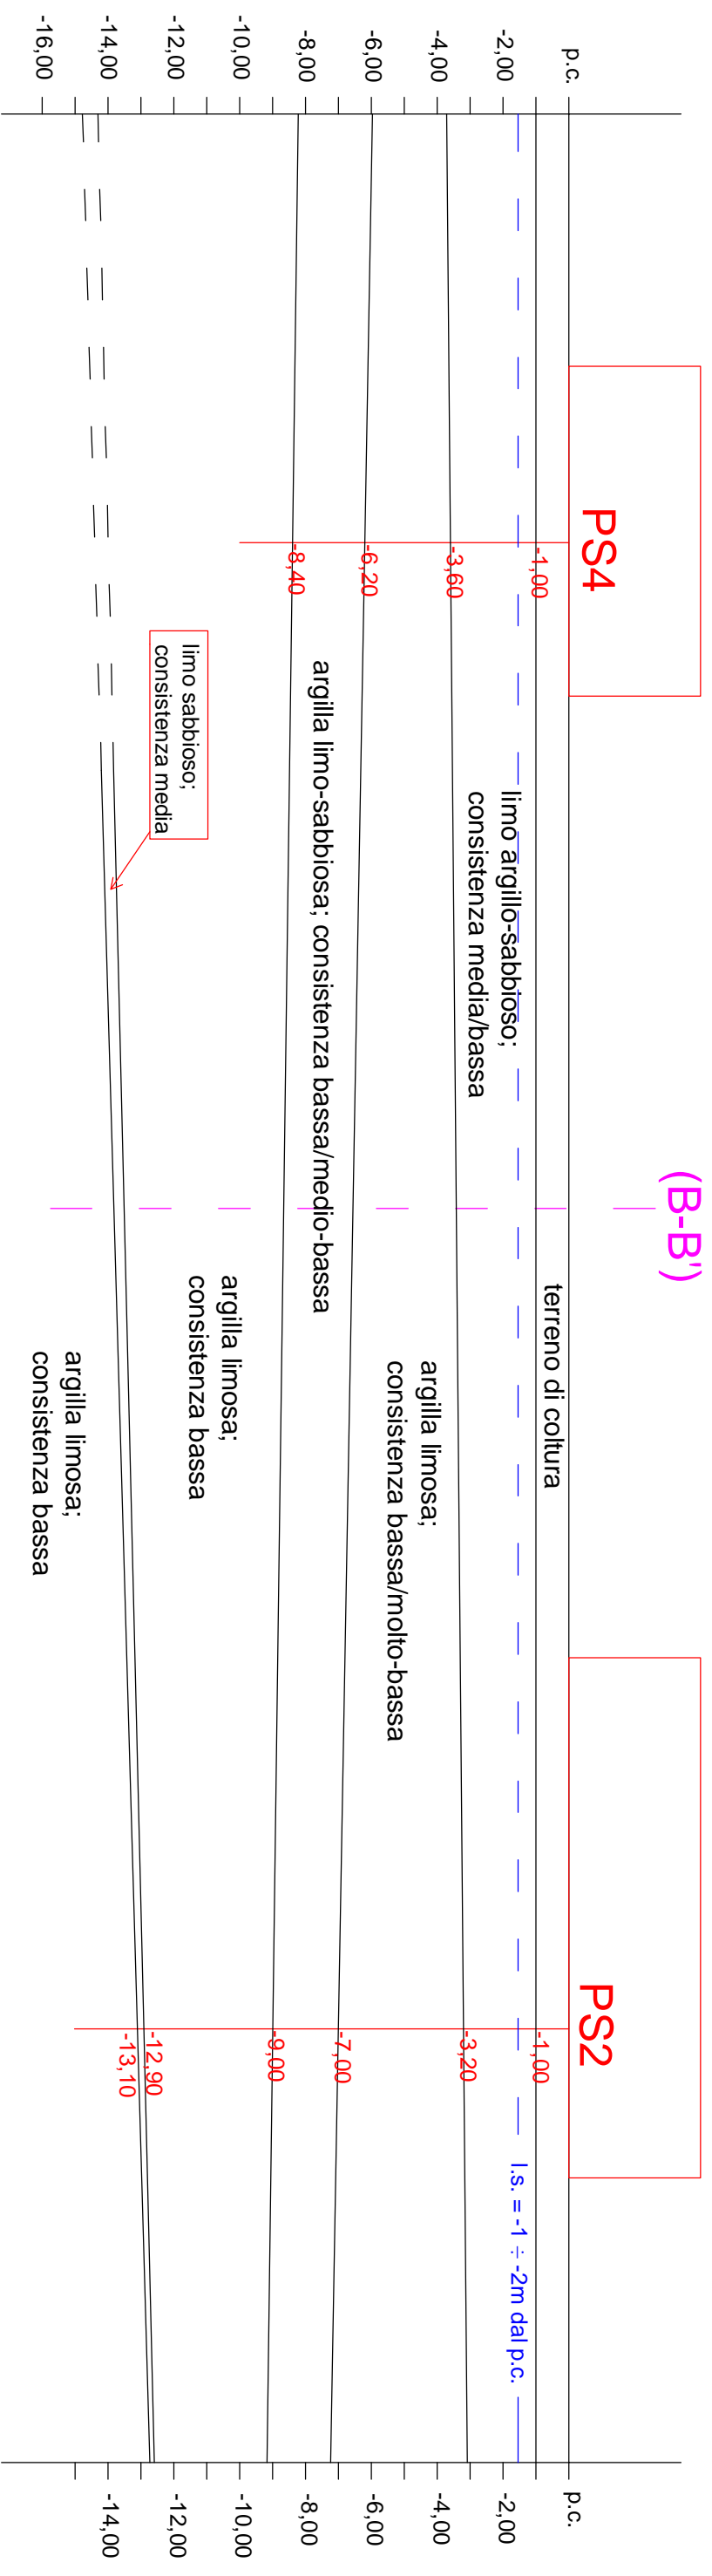 (B-B')
PS4
PS2
p.c.
-2,00
-4,00
-6,00
-8,00
-10,00
-12,00
-14,00
-16,00
-1,00
-3,60
-6,20
-8,40
terreno di coltura
limo argillo-sabbioso;
consistenza media/bassa
argilla limosa;
consistenza bassa/molto-bassa
argilla limo-sabbiosa; consistenza bassa/medio-bassa
argilla limosa;
consistenza bassa
limo sabbioso;
consistenza media
argilla limosa;
consistenza bassa
-1,00
-3,20
-7,00
-9,00
-12,90
-13,10
l.s. = -1 ÷ -2m dal p.c.
p.c.
-2,00
-4,00
-6,00
-8,00
-10,00
-12,00
-14,00